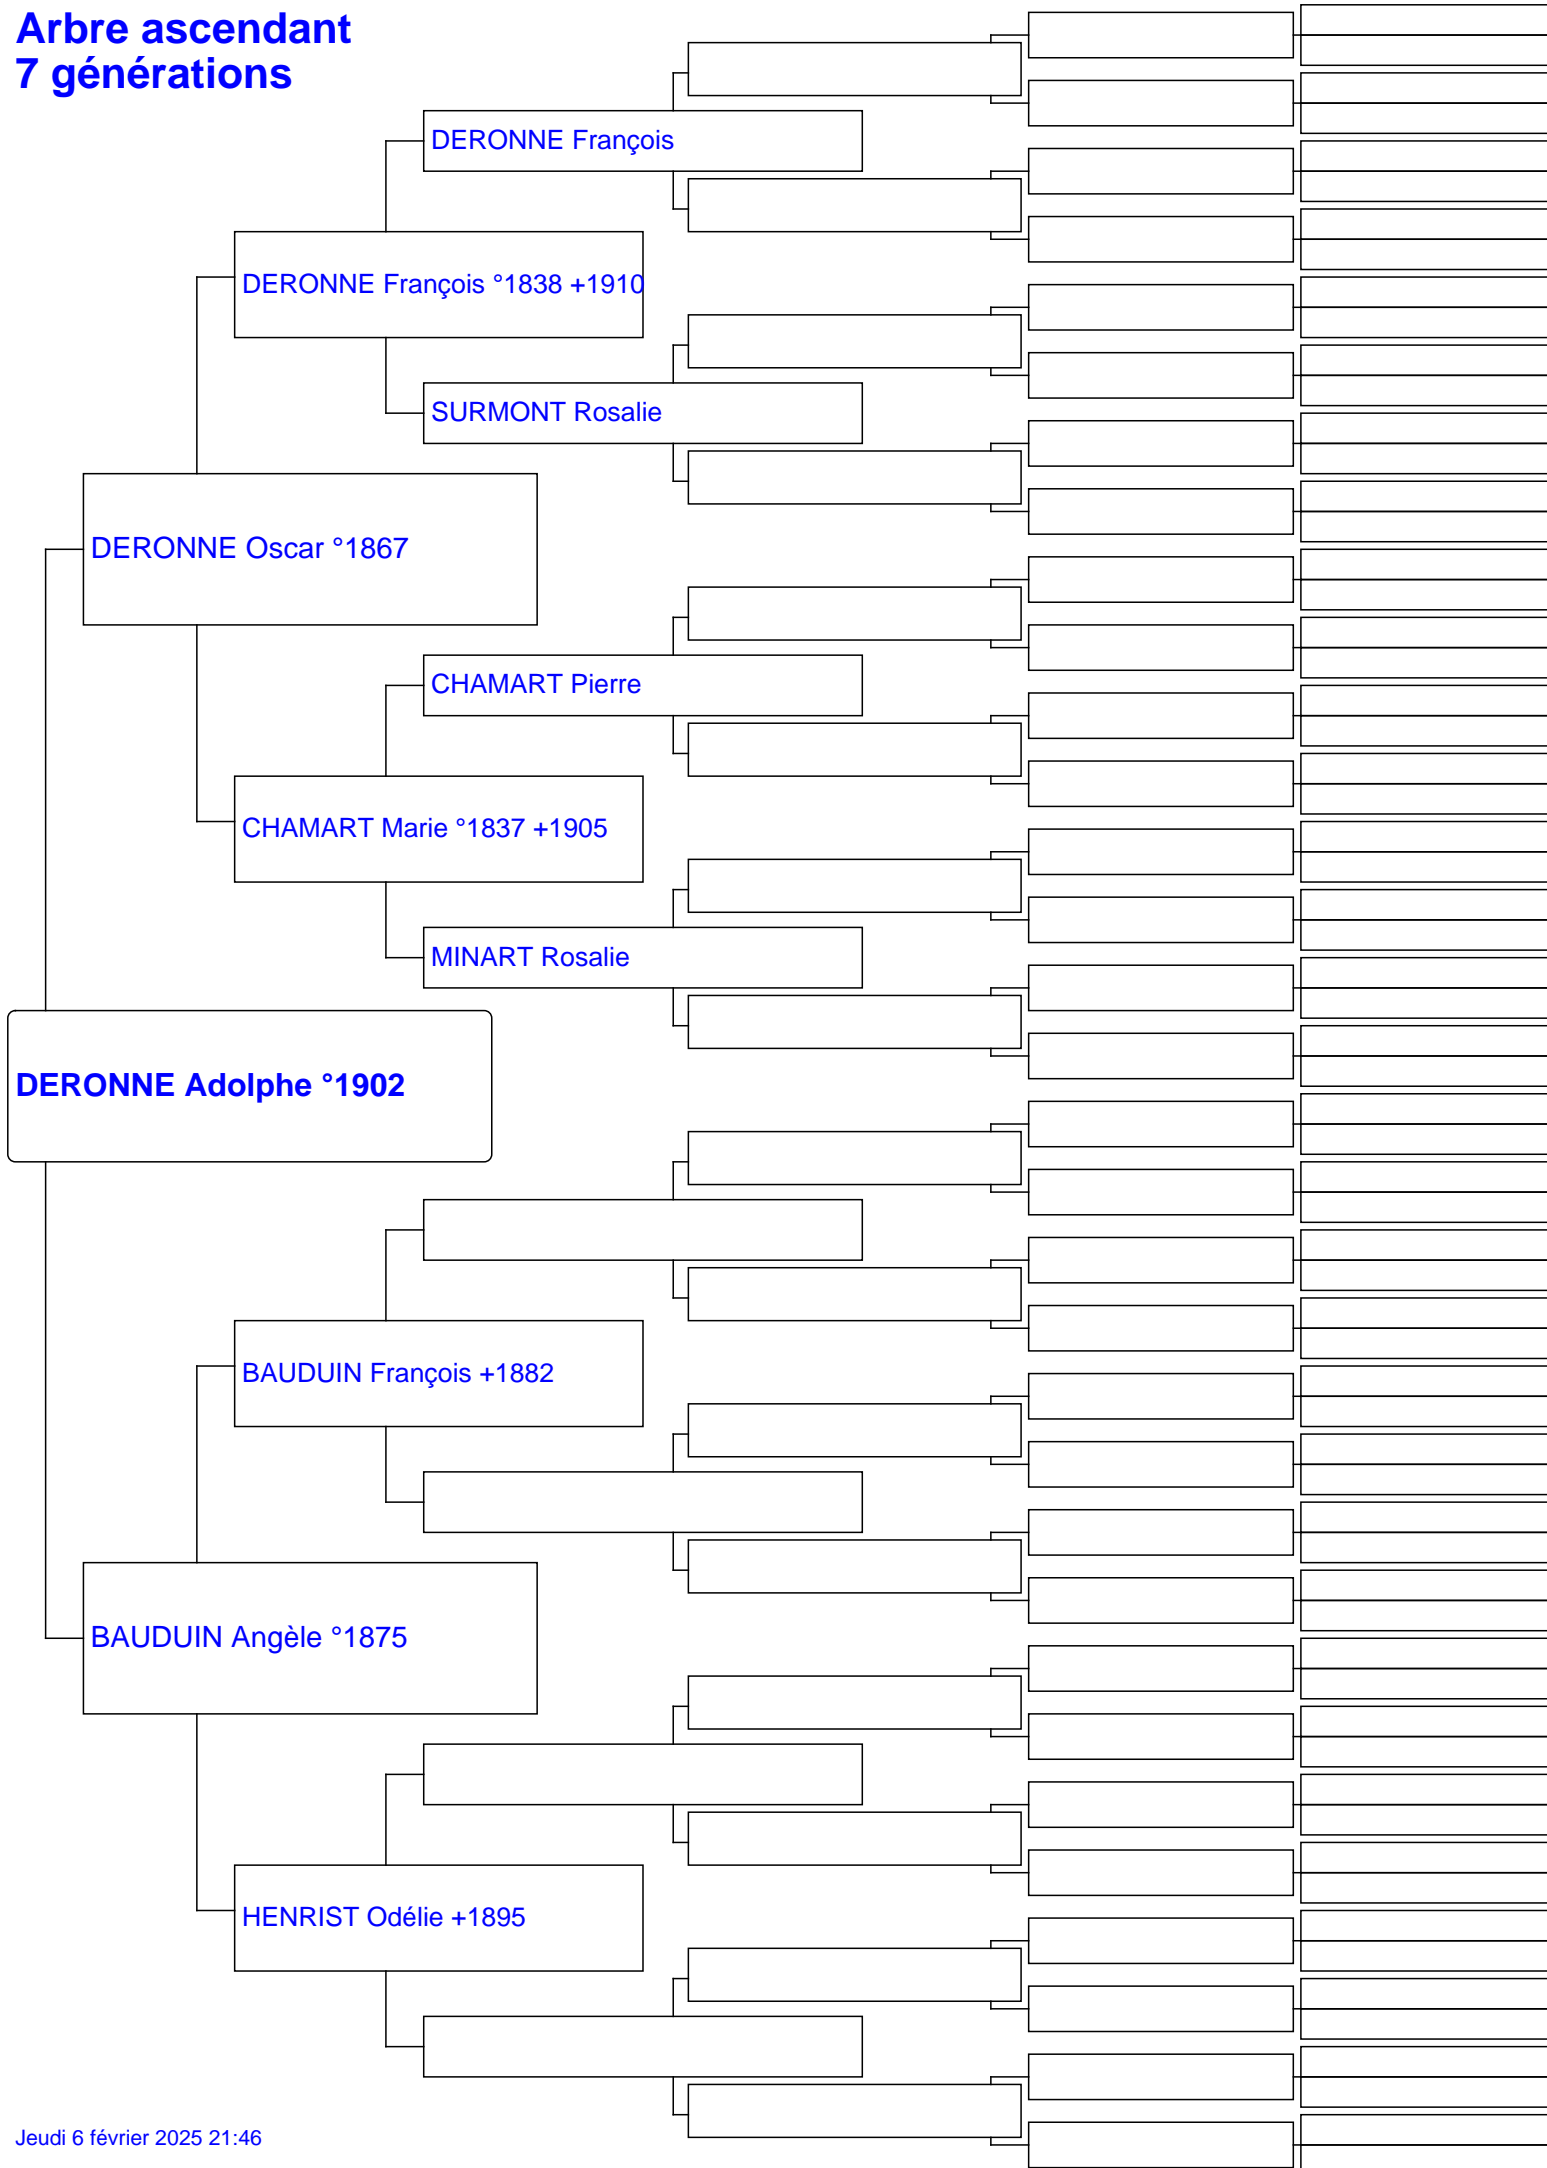 Arbre ascendant
7 générations
DERONNE François
DERONNE François °1838 +1910
SURMONT Rosalie
DERONNE Oscar °1867
CHAMART Pierre
CHAMART Marie °1837 +1905
MINART Rosalie
DERONNE Adolphe °1902
BAUDUIN François +1882
BAUDUIN Angèle °1875
HENRIST Odélie +1895
Jeudi 6 février 2025 21:46